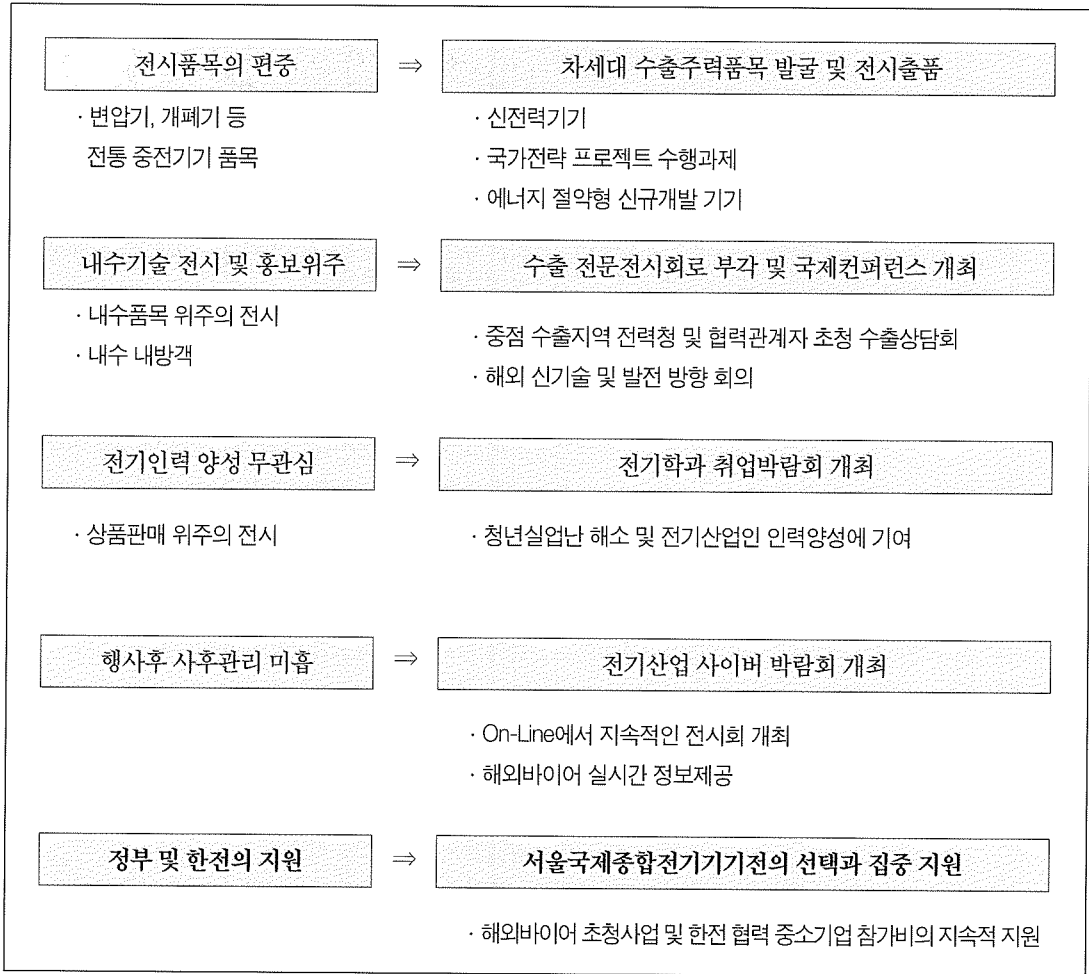 전시품목의 편중 ⇒ 차세대 수출주력품목 발굴 및 전시출품
· 변압기, 개폐기 등
전통 중전기기 품목
· 신전력기기
· 국가전략 프로젝트 수행과제
· 에너지 절약형 신규개발 기기
내수기술 전시 및 홍보위주 ⇒ 수출 전문전시회로 부각 및 국제컨퍼런스 개최
· 내수품목 위주의 전시
· 내수 내방객
· 중점 수출지역 전력청 및 협력관계자 초청 수출상담회
· 해외 신기술 및 발전 방향 회의
전기인력 양성 무관심 ⇒ 전기학과 취업박람회 개최
· 상품판매 위주의 전시
· 청년실업난 해소 및 전기산업인 인력양성에 기여
행사후 사후관리 미흡 ⇒ 전기산업 사이버 박람회 개최
· On-Line에서 지속적인 전시회 개최
· 해외바이어 실시간 정보제공
정부 및 한전의 지원 ⇒ 서울국제종합전기기기전의 선택과 집중 지원
· 해외바이어 초청사업 및 한전 협력 중소기업 참가비의 지속적 지원